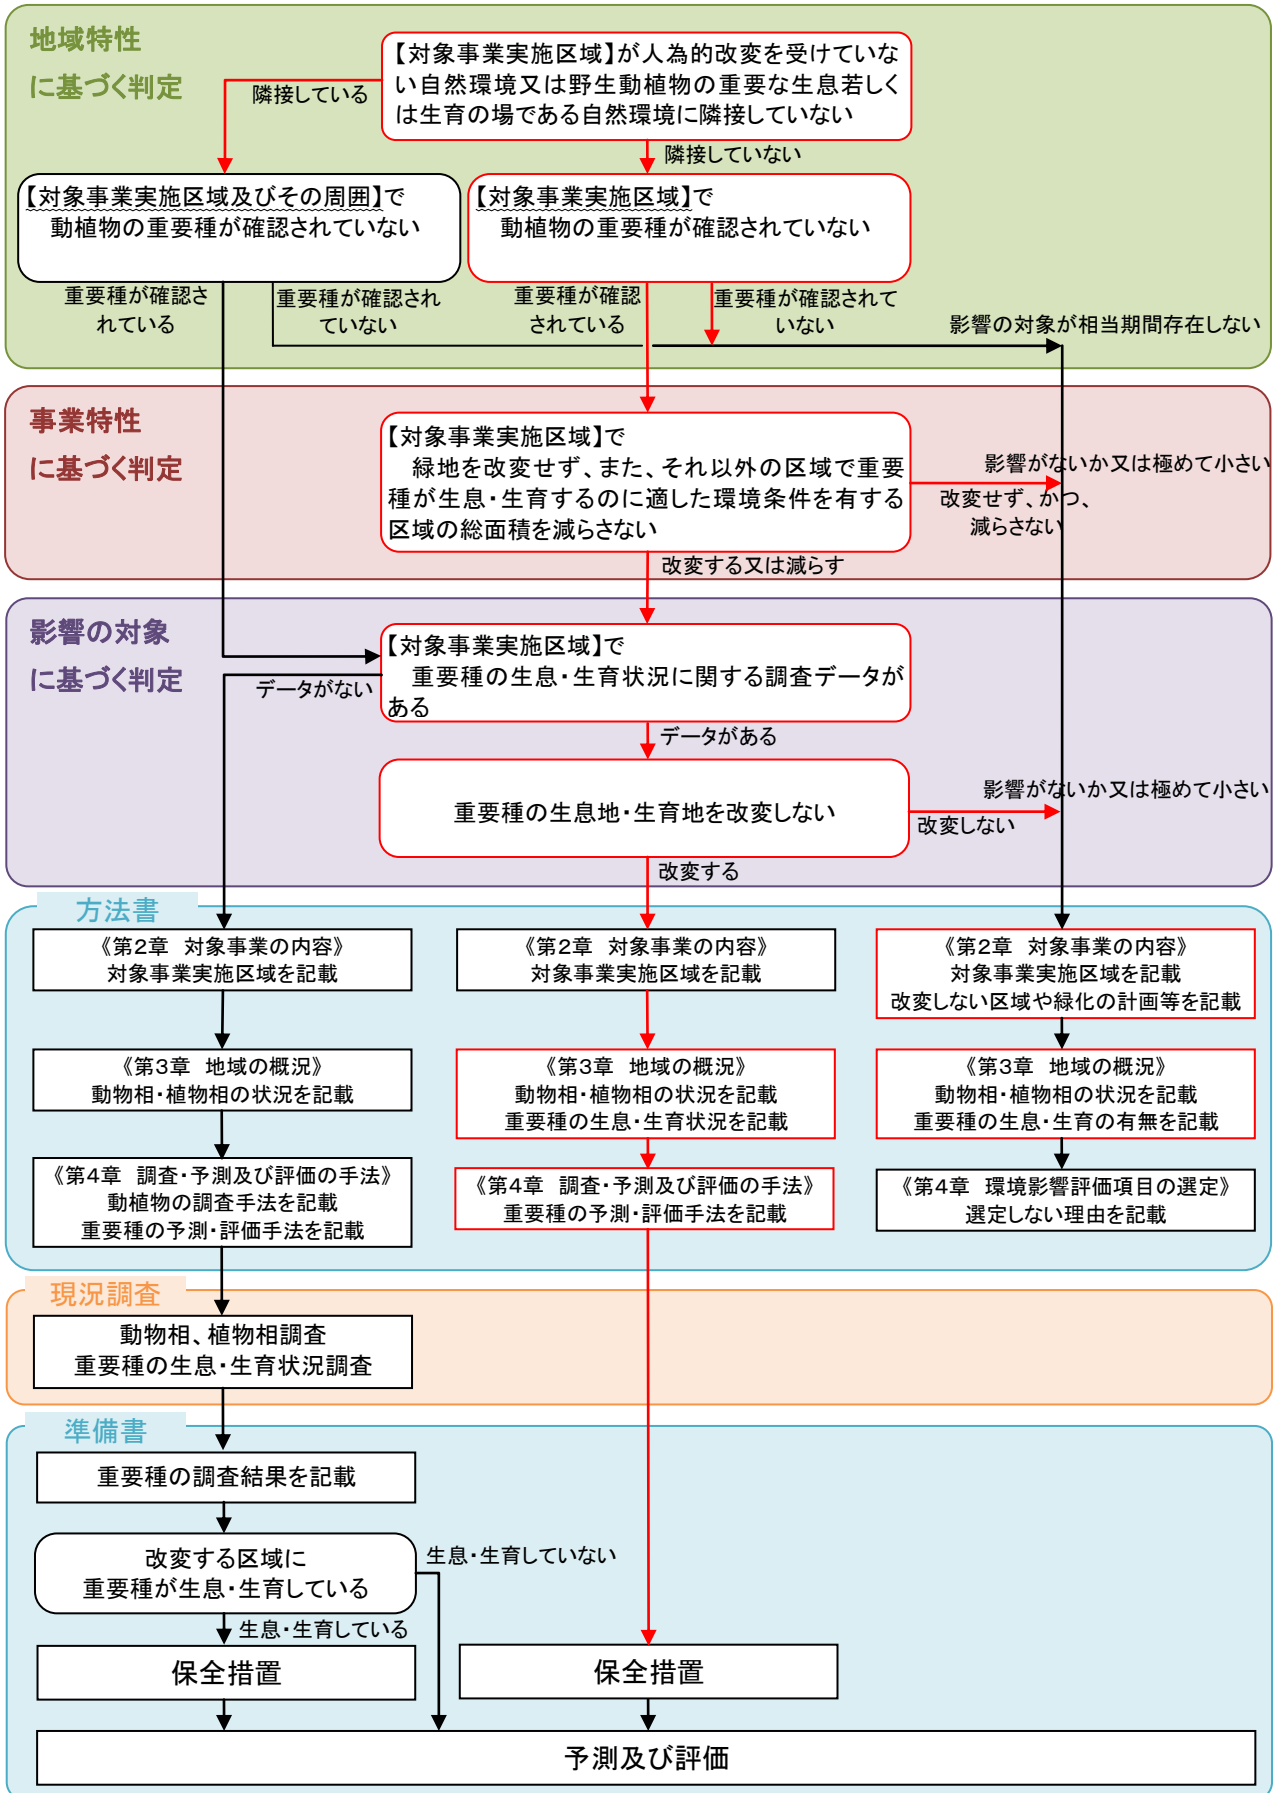 地域特性
に基づく判定
【対象事業実施区域】が人為的改変を受けていな
い自然環境又は野生動植物の重要な生息若しく
は生育の場である自然環境に隣接していない
隣接している
隣接していない
【対象事業実施区域及びその周囲】で
動植物の重要種が確認されていない
【対象事業実施区域】で
動植物の重要種が確認されていない
重要種が確認さ
れている
重要種が確認され
ていない
重要種が確認
されている
重要種が確認されて
いない
影響の対象が相当期間存在しない
事業特性
に基づく判定
【対象事業実施区域】で
緑地を改変せず、また、それ以外の区域で重要
種が生息・生育するのに適した環境条件を有する
区域の総面積を減らさない
影響がないか又は極めて小さい
改変せず、かつ、
減らさない
改変する又は減らす
影響の対象
に基づく判定
【対象事業実施区域】で
重要種の生息・生育状況に関する調査データが
ある
データがない
データがある
重要種の生息地・生育地を改変しない
影響がないか又は極めて小さい
改変しない
改変する
方法書
《第2章 対象事業の内容》
対象事業実施区域を記載
《第3章 地域の概況》
動物相・植物相の状況を記載
《第4章 調査・予測及び評価の手法》
動植物の調査手法を記載
重要種の予測・評価手法を記載
《第2章 対象事業の内容》
対象事業実施区域を記載
《第3章 地域の概況》
動物相・植物相の状況を記載
重要種の生息・生育状況を記載
《第4章 調査・予測及び評価の手法》
重要種の予測・評価手法を記載
《第2章 対象事業の内容》
対象事業実施区域を記載
改変しない区域や緑化の計画等を記載
《第3章 地域の概況》
動物相・植物相の状況を記載
重要種の生息・生育の有無を記載
《第4章 環境影響評価項目の選定》
選定しない理由を記載
現況調査
動物相、植物相調査
重要種の生息・生育状況調査
準備書
重要種の調査結果を記載
改変する区域に
重要種が生息・生育している
生息・生育していない
生息・生育している
保全措置
保全措置
予測及び評価